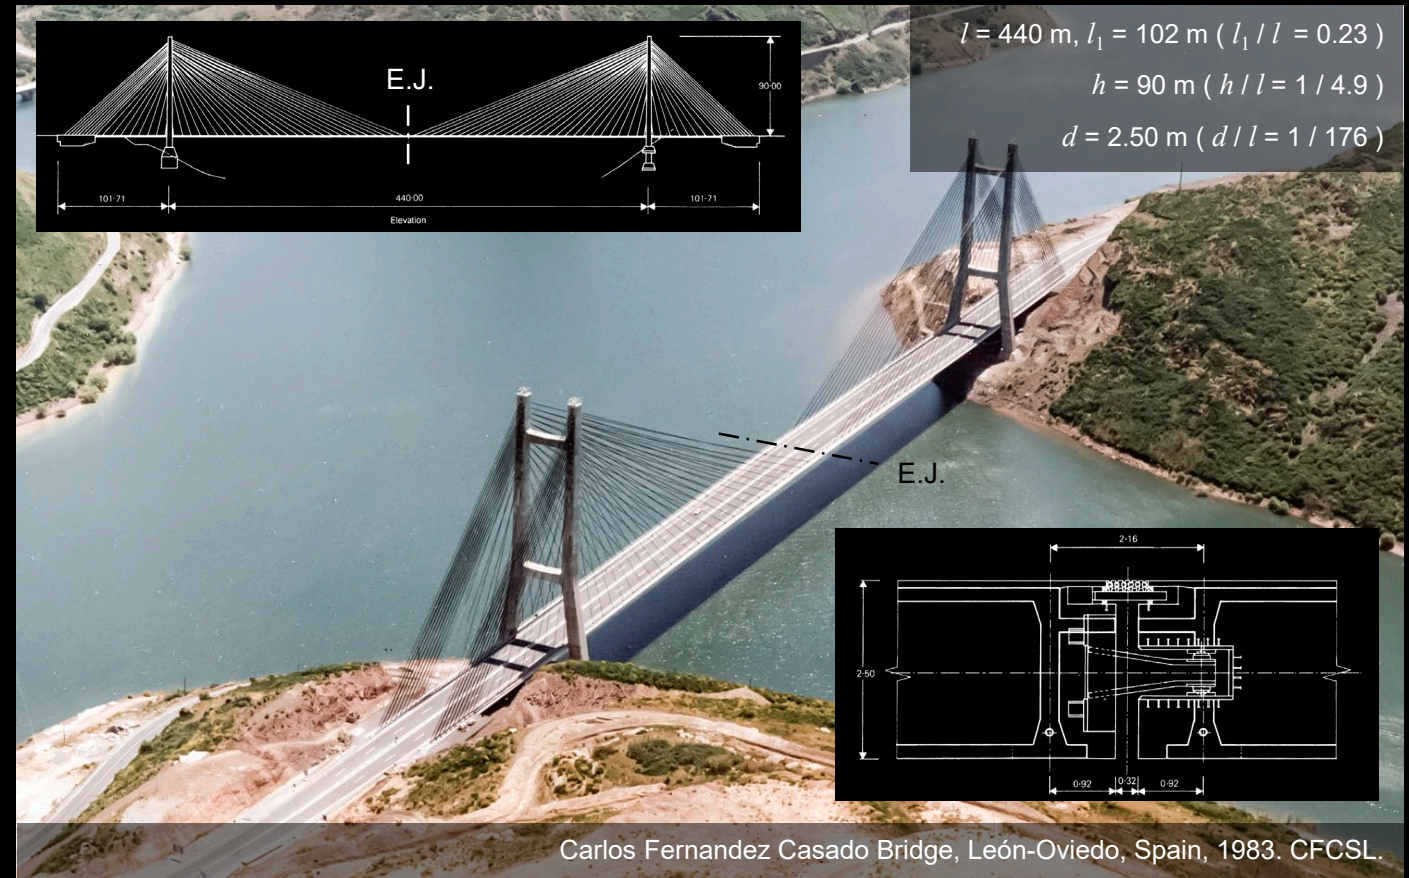 E.J.
90·00
101·71
440·00
101·71
Elevation
l = 440 m, l₁ = 102 m ( l₁ / l = 0.23 )
h = 90 m ( h / l = 1 / 4.9 )
d = 2.50 m ( d / l = 1 / 176 )
E.J.
2·16
2·50
0·92
0·32
0·92
Carlos Fernandez Casado Bridge, León-Oviedo, Spain, 1983. CFCSL.